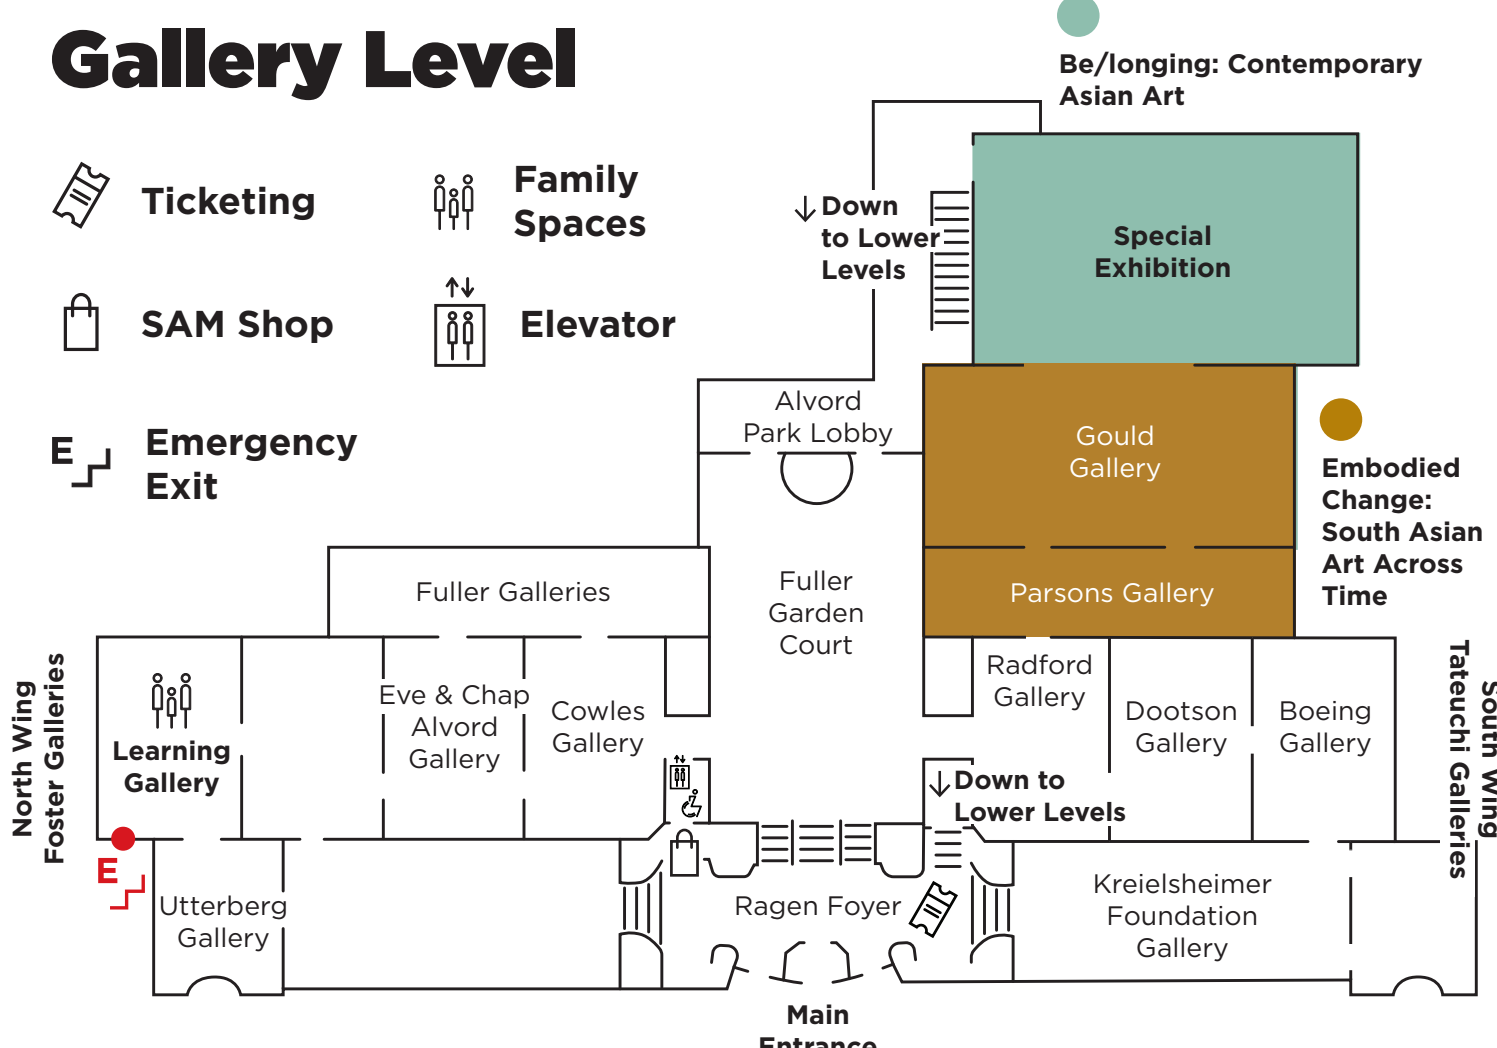 Gallery Level
Be/longing: Contemporary
Asian Art
Ticketing
Family
Spaces
SAM Shop
Elevator
E
Emergency
Exit
↓ Down
to Lower
Levels
Special
Exhibition
Alvord
Park Lobby
Gould
Gallery
Embodied
Change:
South Asian
Art Across
Time
Fuller Galleries
Fuller
Garden
Court
Parsons Gallery
North Wing
Foster Galleries
Learning
Gallery
Eve & Chap
Alvord
Gallery
Cowles
Gallery
Radford
Gallery
Dootson
Gallery
Boeing
Gallery
South Wing
Tateuchi Galleries
↓ Down to
Lower Levels
E
Utterberg
Gallery
Ragen Foyer
Kreielsheimer
Foundation
Gallery
Main
Entrance